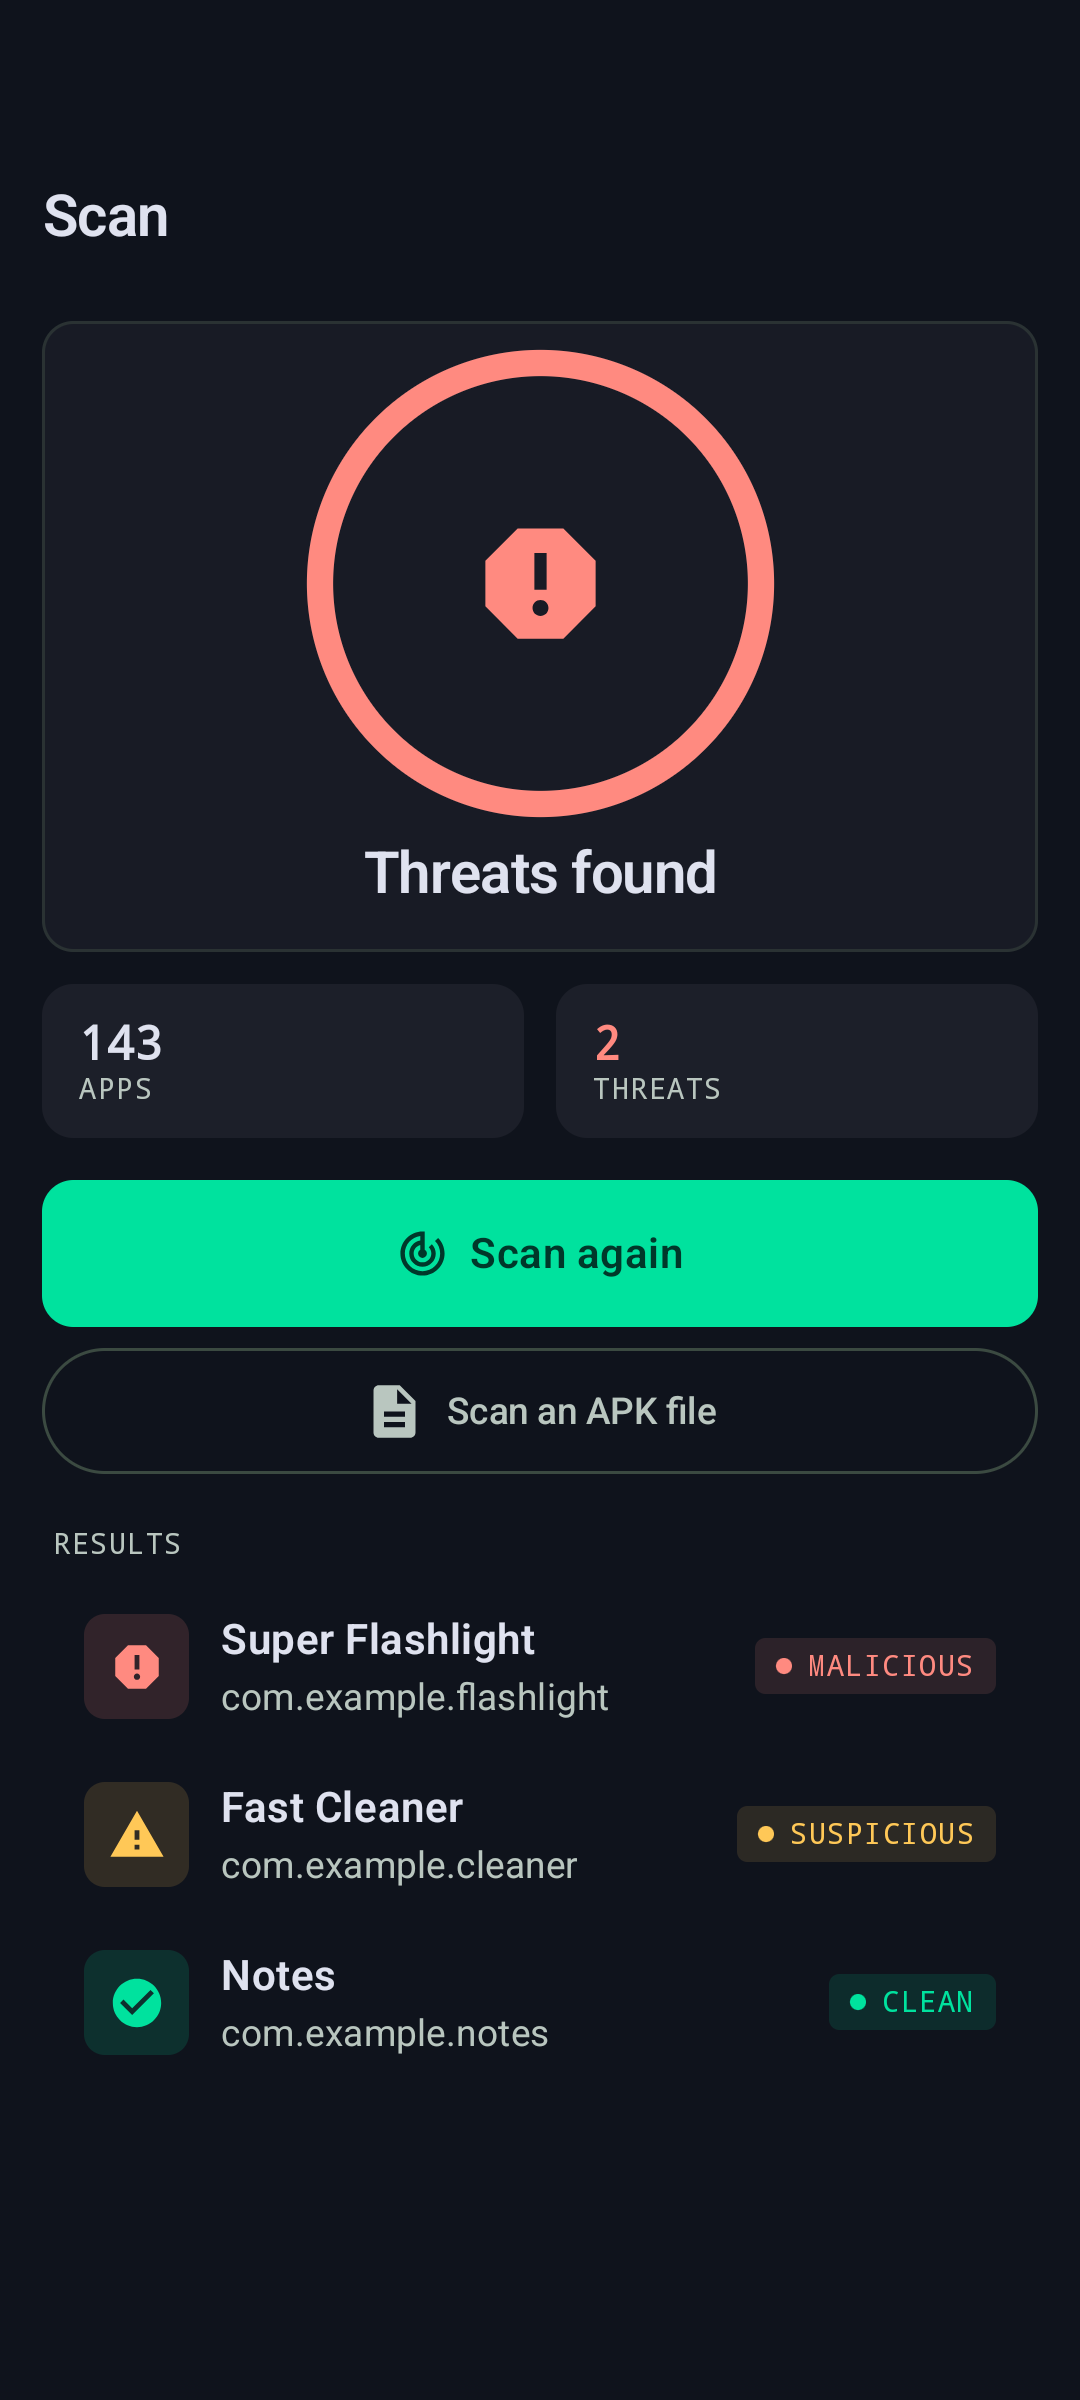 Scan
Threats found
143
APPS
2
THREATS
Scan again
Scan an APK file
RESULTS
Super Flashlight
com.example.flashlight
MALICIOUS
Fast Cleaner
com.example.cleaner
SUSPICIOUS
Notes
com.example.notes
CLEAN